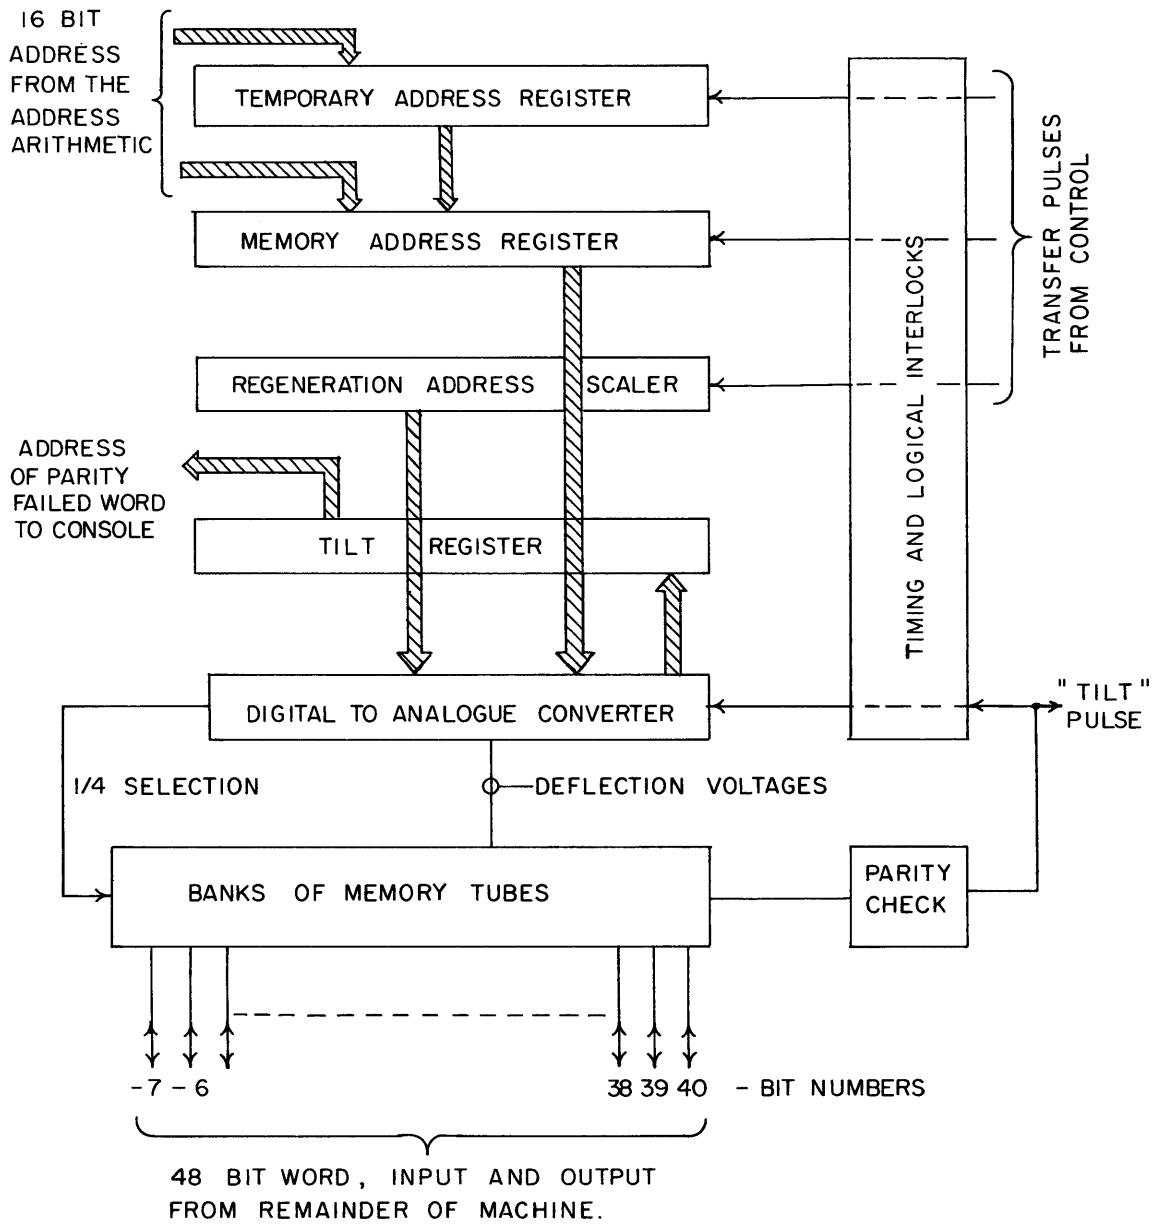 16 BIT
ADDRESS
FROM THE
ADDRESS
ARITHMETIC
TEMPORARY ADDRESS REGISTER
MEMORY ADDRESS REGISTER
REGENERATION ADDRESS SCALER
ADDRESS
OF PARITY
FAILED WORD
TO CONSOLE
TILT REGISTER
TIMING AND LOGICAL INTERLOCKS
TRANSFER PULSES
FROM CONTROL
DIGITAL TO ANALOGUE CONVERTER
"TILT"
PULSE
1/4 SELECTION
DEFLECTION VOLTAGES
BANKS OF MEMORY TUBES
PARITY
CHECK
-7 -6 38 39 40 - BIT NUMBERS
48 BIT WORD, INPUT AND OUTPUT
FROM REMAINDER OF MACHINE.